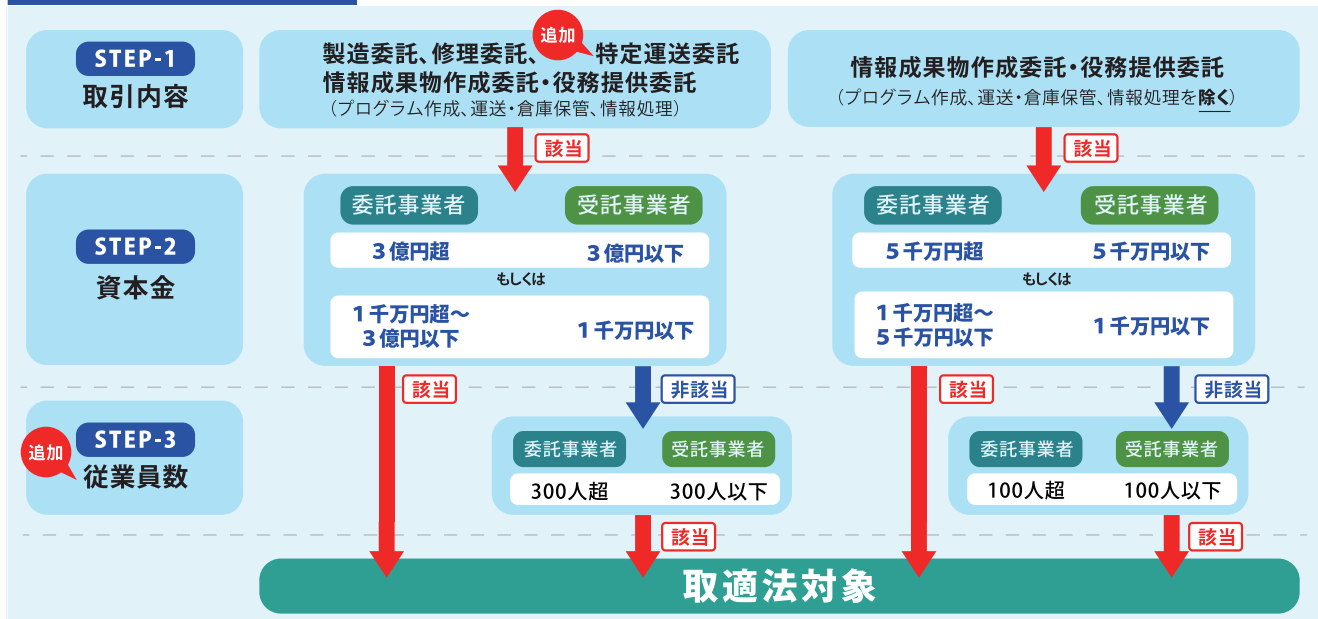 STEP-1
取引内容
追加
製造委託、修理委託、特定運送委託
情報成果物作成委託・役務提供委託
(プログラム作成、運送・倉庫保管、情報処理)
情報成果物作成委託・役務提供委託
(プログラム作成、運送・倉庫保管、情報処理を除く)
該当
該当
STEP-2
資本金
委託事業者 受託事業者
3億円超 3億円以下
もしくは
1千万円超～
3億円以下
1千万円以下
委託事業者 受託事業者
5千万円超 5千万円以下
もしくは
1千万円超～
5千万円以下
1千万円以下
該当
非該当
該当
非該当
追加
STEP-3
従業員数
委託事業者 受託事業者
300人超 300人以下
委託事業者 受託事業者
100人超 100人以下
該当
該当
取適法対象